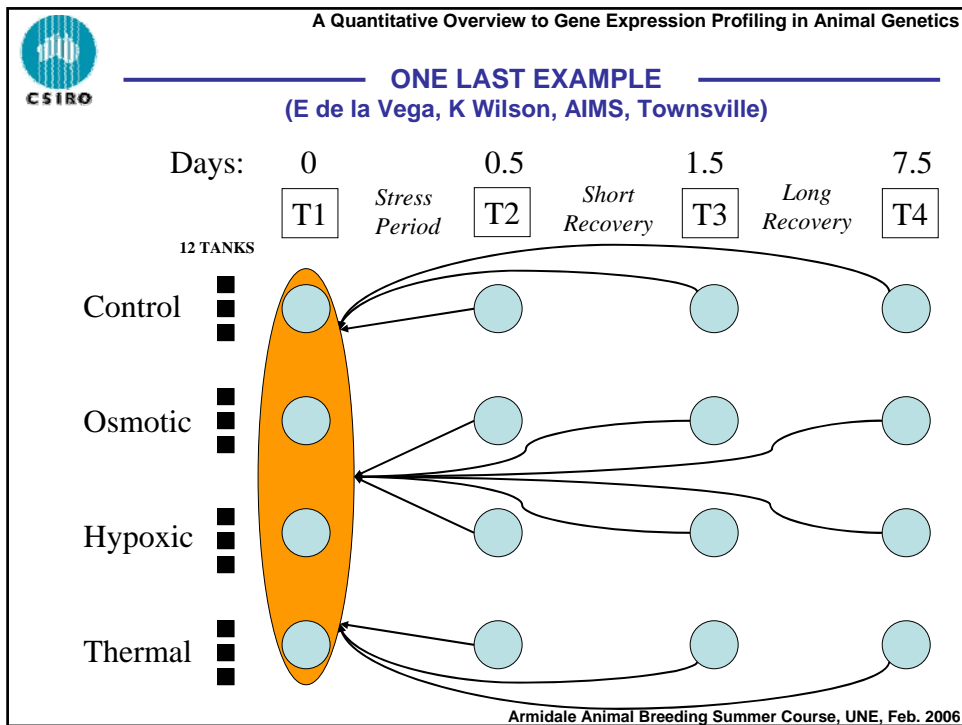 A Quantitative Overview to Gene Expression Profiling in Animal Genetics
CSIRO
ONE LAST EXAMPLE
(E de la Vega, K Wilson, AIMS, Townsville)
Days: 0 0.5 1.5 7.5
T1 Stress Period T2 Short Recovery T3 Long Recovery T4
12 TANKS
Control
Osmotic
Hypoxic
Thermal
Armidale Animal Breeding Summer Course, UNE, Feb. 2006